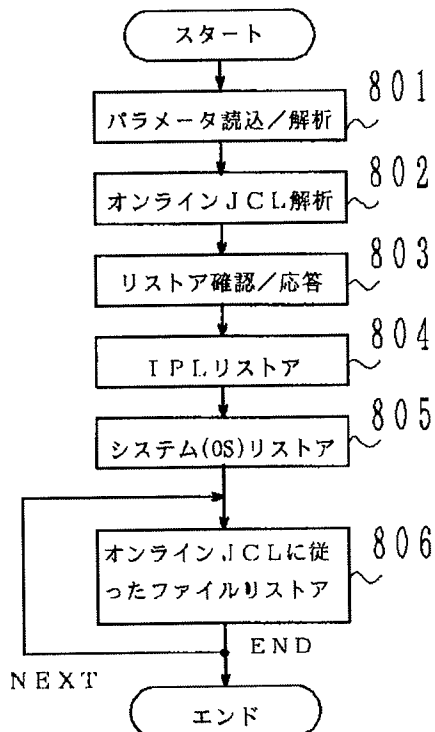 スタート
801
パラメータ読込/解析
802
オンラインJCL解析
803
リストア確認/応答
804
IPLリストア
805
システム(OS)リストア
806
オンラインJCLに従
ったファイルリストア
END
NEXT
エンド